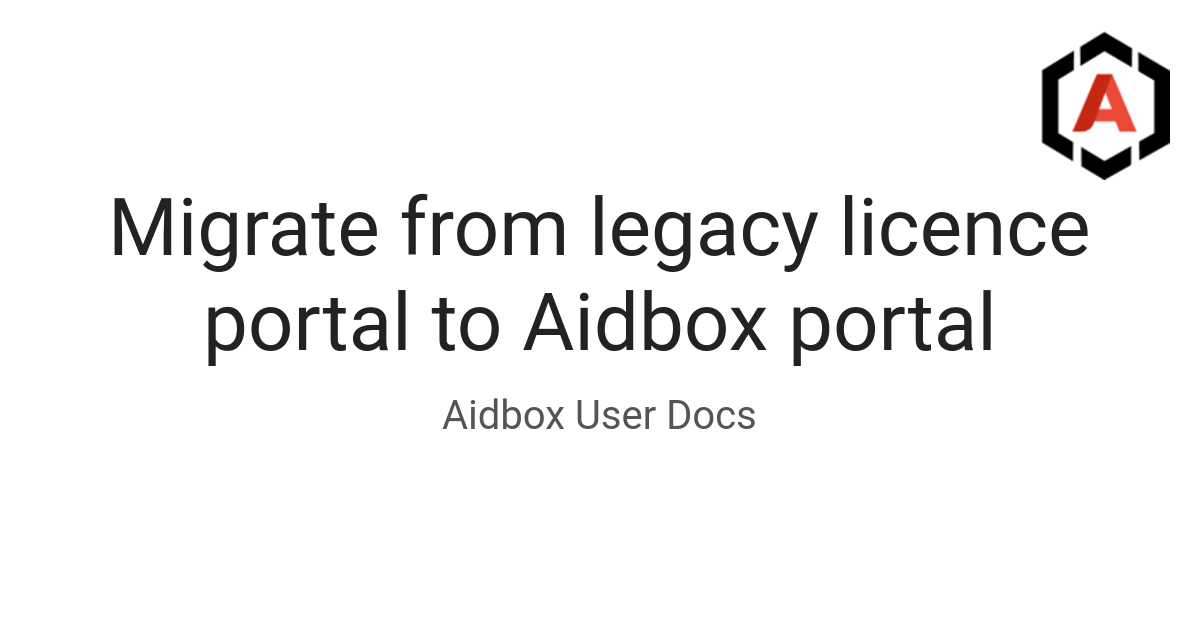 A
Migrate from legacy licence
portal to Aidbox portal
Aidbox User Docs